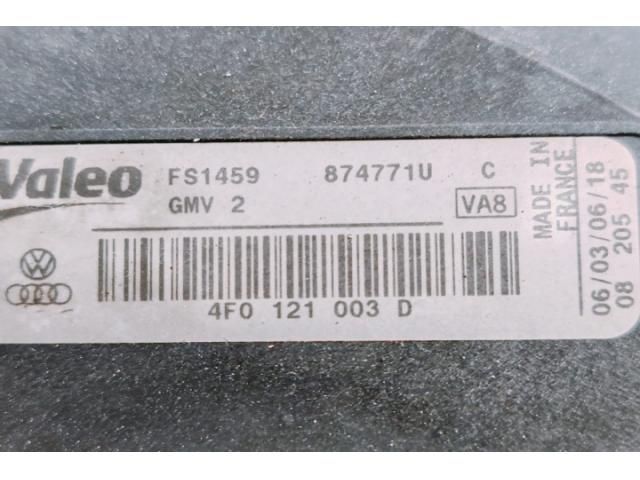 Valeo FS1459 874771U C
GMV 2 VA8
4F0 121 003 D
MADE IN
FRANCE
06/03/06/18
08 205 45